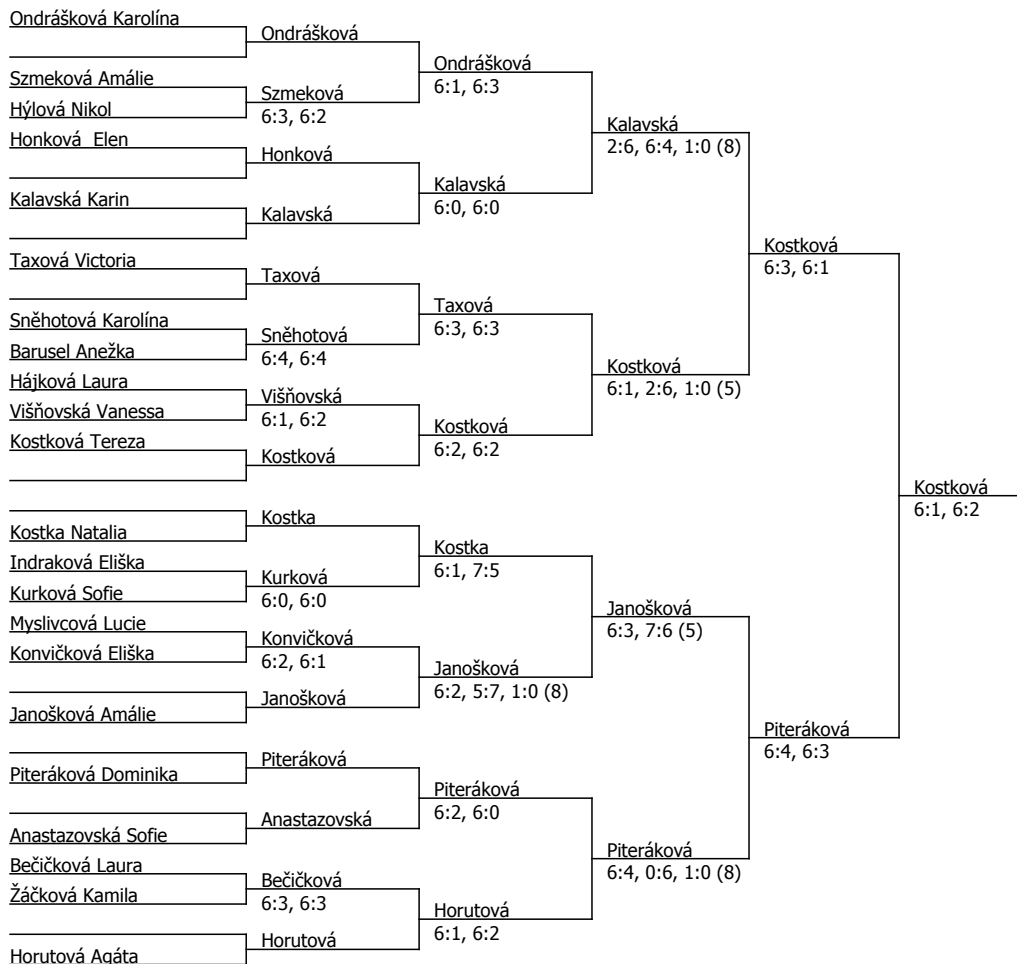 Ondrášková Karolína
Szmeková Amálie
Hýlová Nikol
Honková  Elen
Kalavská Karin
Taxová Victoria
Sněhotová Karolína
Barusel Anežka
Hájková Laura
Višňovská Vanessa
Kostková Tereza
Kostka Natalia
Indraková Eliška
Kurková Sofie
Myslivcová Lucie
Konvičková Eliška
Janošková Amálie
Piteráková Dominika
Anastazovská Sofie
Bečičková Laura
Žáčková Kamila
Horutová Agáta
Ondrášková
Szmeková
6:3, 6:2
Honková
Kalavská
Taxová
Sněhotová
6:4, 6:4
Višňovská
6:1, 6:2
Kostková
Kostka
Kurková
6:0, 6:0
Konvičková
6:2, 6:1
Janošková
Piteráková
Anastazovská
Bečičková
6:3, 6:3
Horutová
Ondrášková
6:1, 6:3
Kalavská
6:0, 6:0
Taxová
6:3, 6:3
Kostková
6:2, 6:2
Kostka
6:1, 7:5
Janošková
6:2, 5:7, 1:0 (8)
Piteráková
6:2, 6:0
Horutová
6:1, 6:2
Kalavská
2:6, 6:4, 1:0 (8)
Kostková
6:1, 2:6, 1:0 (5)
Janošková
6:3, 7:6 (5)
Piteráková
6:4, 0:6, 1:0 (8)
Kostková
6:3, 6:1
Piteráková
6:4, 6:3
Kostková
6:1, 6:2